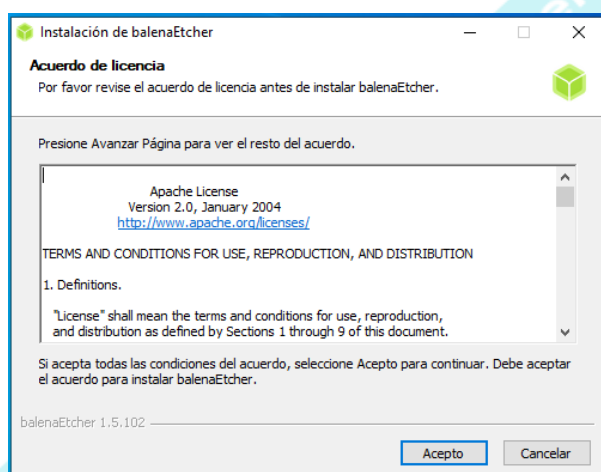 Instalación de balenaEtcher
Acuerdo de licencia
Por favor revise el acuerdo de licencia antes de instalar balenaEtcher.
Presione Avanzar Página para ver el resto del acuerdo.
Apache License
Version 2.0, January 2004
http://www.apache.org/licenses/
TERMS AND CONDITIONS FOR USE, REPRODUCTION, AND DISTRIBUTION
1. Definitions.
"License" shall mean the terms and conditions for use, reproduction,
and distribution as defined by Sections 1 through 9 of this document.
Si acepta todas las condiciones del acuerdo, seleccione Acepto para continuar. Debe aceptar
el acuerdo para instalar balenaEtcher.
balenaEtcher 1.5.102
Acepto Cancelar